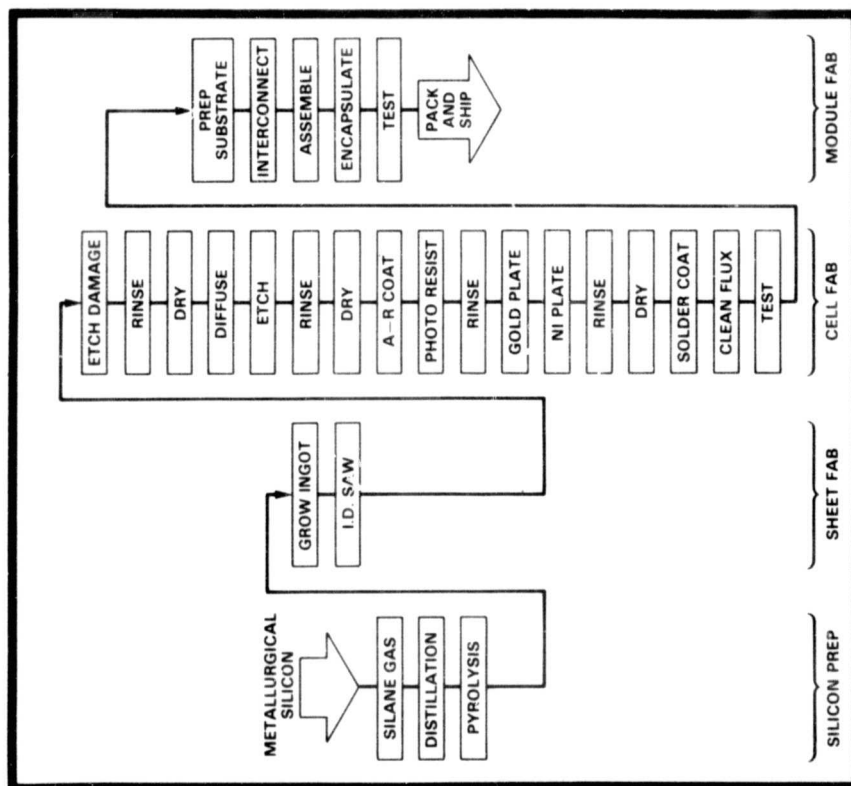 METALLURGICAL
SILICON
SILANE GAS
DISTILLATION
PYROLYSIS
SILICON PREP
GROW INGOT
I.D. SAW
SHEET FAB
ETCH DAMAGE
RINSE
DRY
DIFFUSE
ETCH
RINSE
DRY
A-R COAT
PHOTO RESIST
RINSE
GOLD PLATE
NI PLATE
RINSE
DRY
SOLDER COAT
CLEAN FLUX
TEST
CELL FAB
PREP
SUBSTRATE
INTERCONNECT
ASSEMBLE
ENCAPSULATE
TEST
PACK
AND
SHIP
MODULE FAB